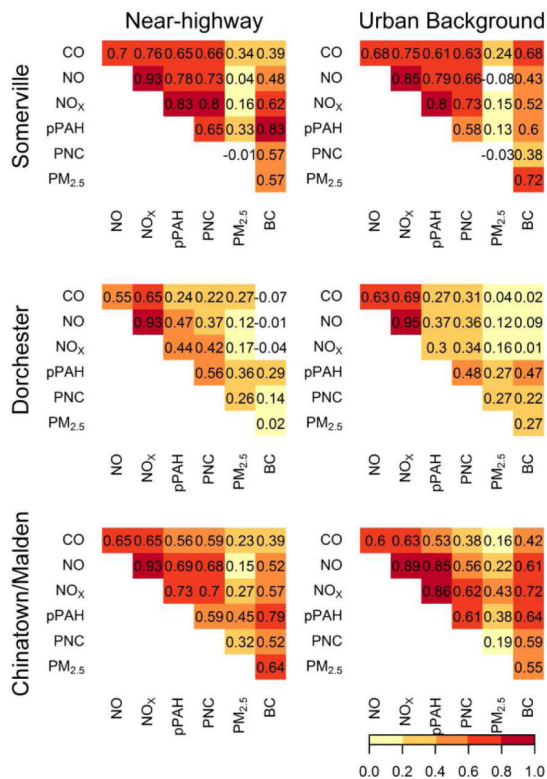 Near-highway Urban Background
Somerville
CO 0.7 0.76 0.65 0.66 0.34 0.39
NO 0.93 0.78 0.73 0.04 0.48
NOX 0.83 0.8 0.16 0.62
pPAH 0.65 0.33 0.83
PNC -0.01 0.57
PM2.5 0.57
NO NOX pPAH PNC PM2.5 BC
CO 0.68 0.75 0.61 0.63 0.24 0.68
NO 0.85 0.79 0.66 -0.08 0.43
NOX 0.8 0.73 0.15 0.52
pPAH 0.58 0.13 0.6
PNC -0.03 0.38
PM2.5 0.72
NO NOX pPAH PNC PM2.5 BC
Dorchester
CO 0.55 0.65 0.24 0.22 0.27 -0.07
NO 0.93 0.47 0.37 0.12 -0.01
NOX 0.44 0.42 0.17 -0.04
pPAH 0.56 0.36 0.29
PNC 0.26 0.14
PM2.5 0.02
NO NOX pPAH PNC PM2.5 BC
CO 0.63 0.69 0.27 0.31 0.04 0.02
NO 0.95 0.37 0.36 0.12 0.09
NOX 0.3 0.34 0.16 0.01
pPAH 0.48 0.27 0.47
PNC 0.27 0.22
PM2.5 0.27
NO NOX pPAH PNC PM2.5 BC
Chinatown/Malden
CO 0.65 0.65 0.56 0.59 0.23 0.39
NO 0.93 0.69 0.68 0.15 0.52
NOX 0.73 0.7 0.27 0.57
pPAH 0.59 0.45 0.79
PNC 0.32 0.52
PM2.5 0.64
NO NOX pPAH PNC PM2.5 BC
CO 0.6 0.63 0.53 0.38 0.16 0.42
NO 0.89 0.85 0.56 0.22 0.61
NOX 0.86 0.62 0.43 0.72
pPAH 0.61 0.38 0.64
PNC 0.19 0.59
PM2.5 0.55
NO NOX pPAH PNC PM2.5 BC
0.0 0.2 0.4 0.6 0.8 1.0